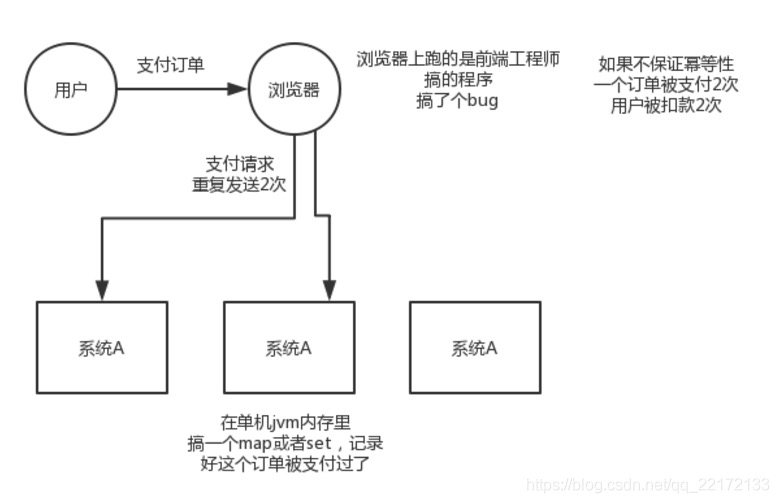 用户
支付订单
浏览器
浏览器上跑的是前端工程师
搞的程序
搞了个bug
如果不保证幂等性
一个订单被支付2次
用户被扣款2次
支付请求
重复发送2次
系统A
系统A
系统A
在单机jvm内存里
搞一个map或者set，记录
好这个订单被支付过了
https://blog.csdn.net/qq_22172133